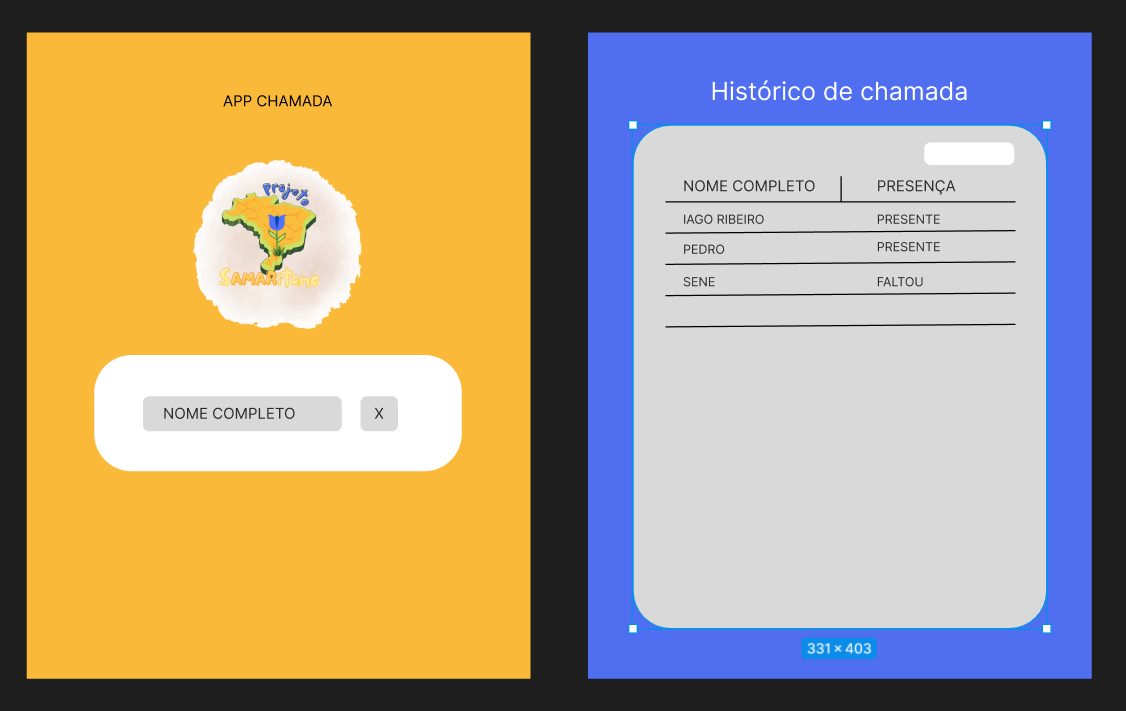 APP CHAMADA
Projeto
SAMARITANO
NOME COMPLETO X
Histórico de chamada
NOME COMPLETO PRESENÇA
IAGO RIBEIRO PRESENTE
PEDRO PRESENTE
SENE FALTOU
331 × 403